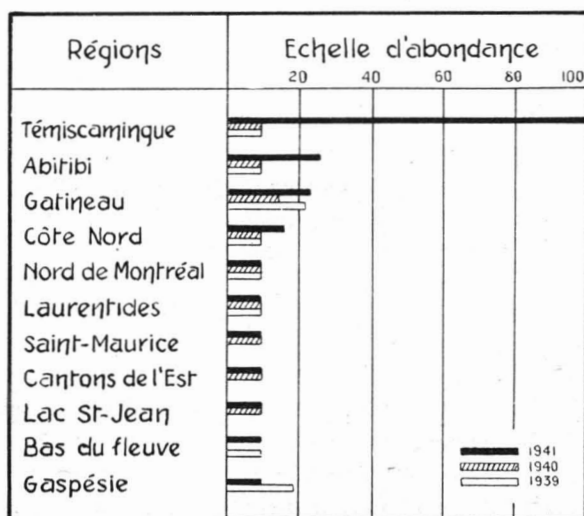 Régions
Echelle d'abondance
20 40 60 80 100
Témiscamingue
Abitibi
Gatineau
Côte Nord
Nord de Montréal
Laurentides
Saint-Maurice
Cantons de l'Est
Lac St-Jean
Bas du fleuve
Gaspésie
1941
1940
1939